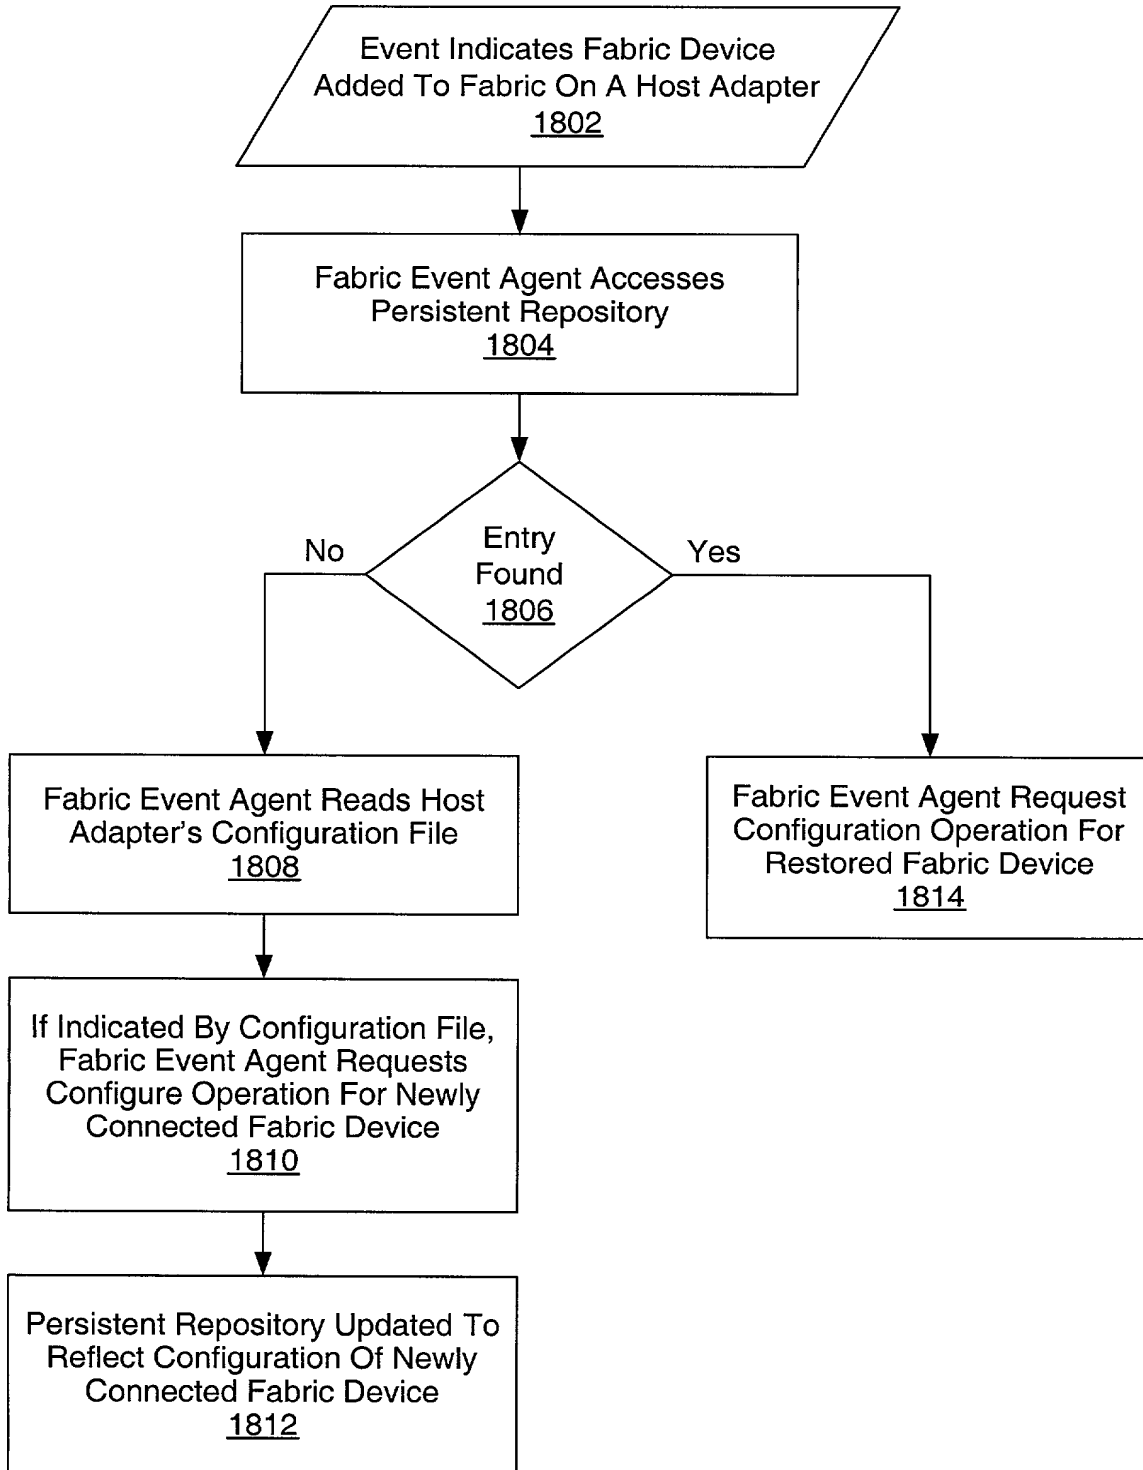 Event Indicates Fabric Device
Added To Fabric On A Host Adapter
1802
Fabric Event Agent Accesses
Persistent Repository
1804
Entry
Found
1806
No
Yes
Fabric Event Agent Reads Host
Adapter's Configuration File
1808
Fabric Event Agent Request
Configuration Operation For
Restored Fabric Device
1814
If Indicated By Configuration File,
Fabric Event Agent Requests
Configure Operation For Newly
Connected Fabric Device
1810
Persistent Repository Updated To
Reflect Configuration Of Newly
Connected Fabric Device
1812